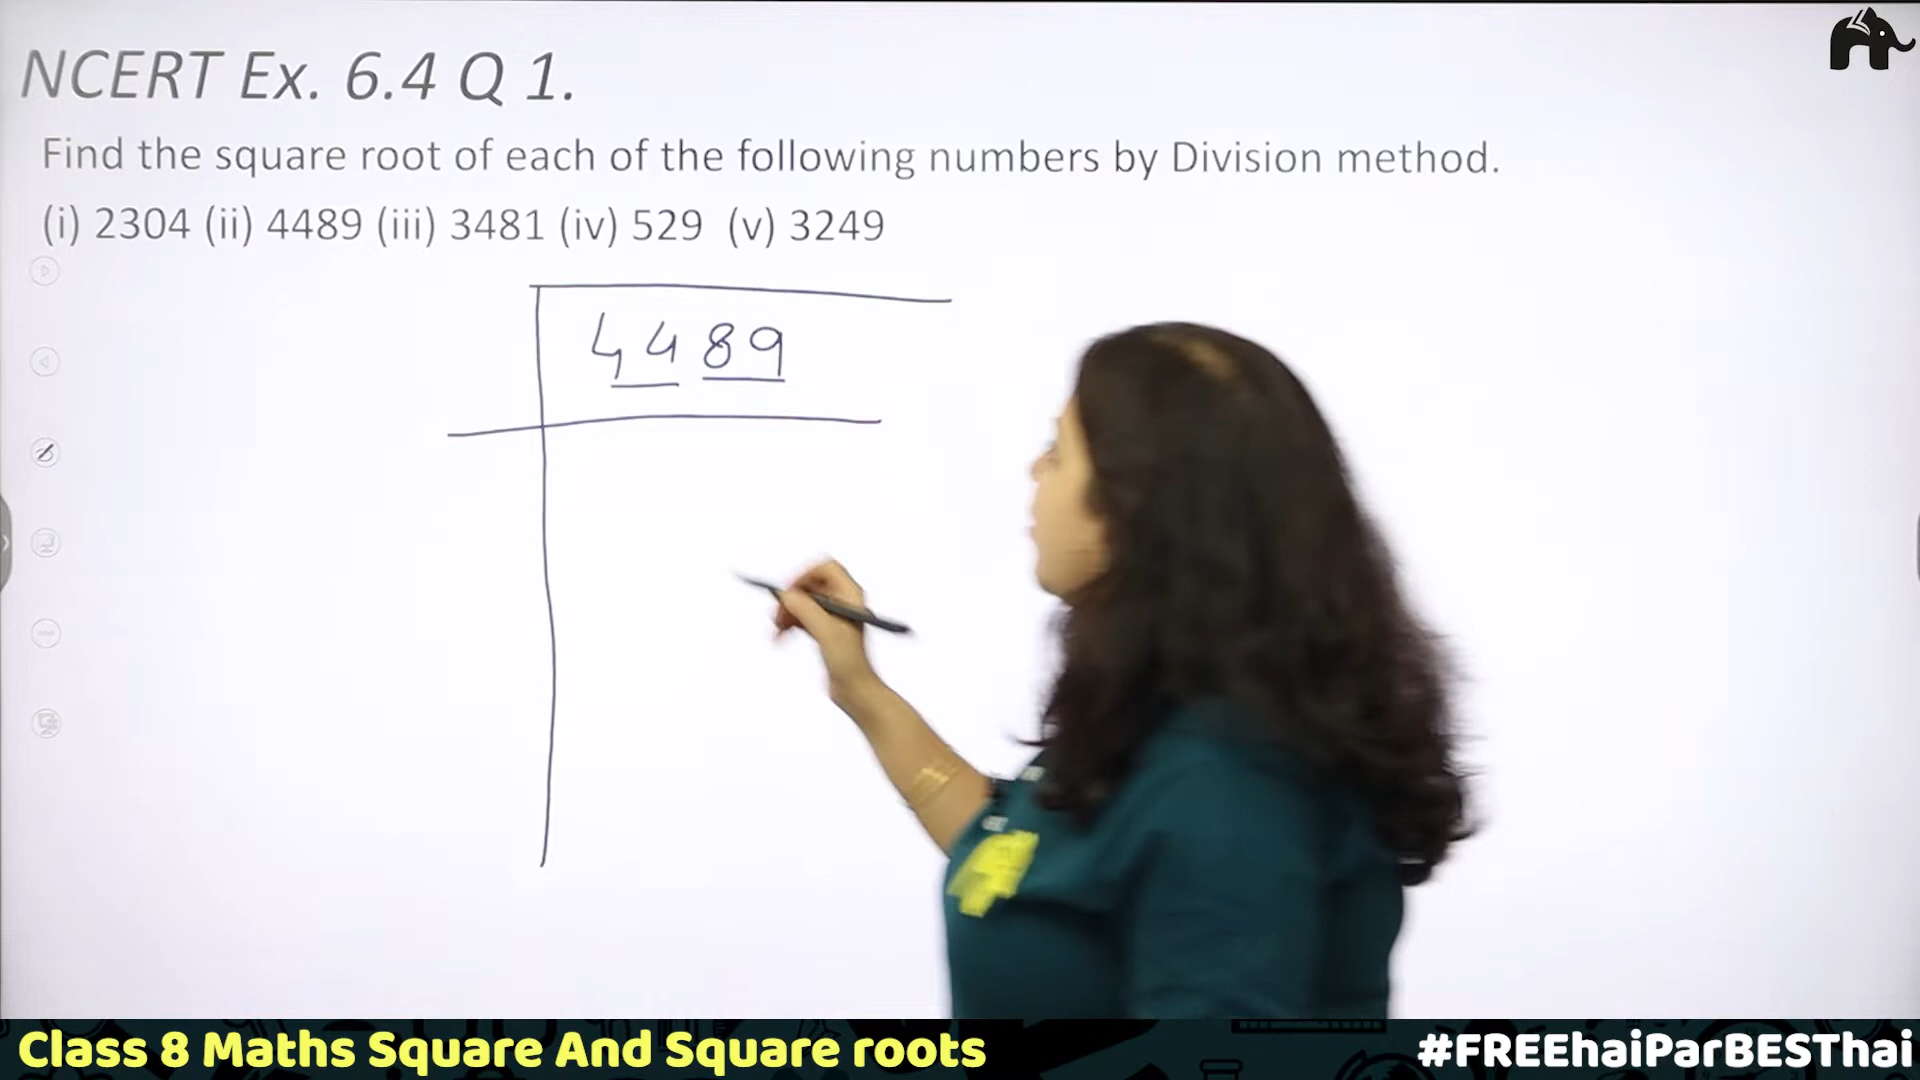 NCERT Ex. 6.4 Q 1.
Find the square root of each of the following numbers by Division method.
(i) 2304 (ii) 4489 (iii) 3481 (iv) 529 (v) 3249
4489
Class 8 Maths Square And Square roots
#FREEhaiParBESThai